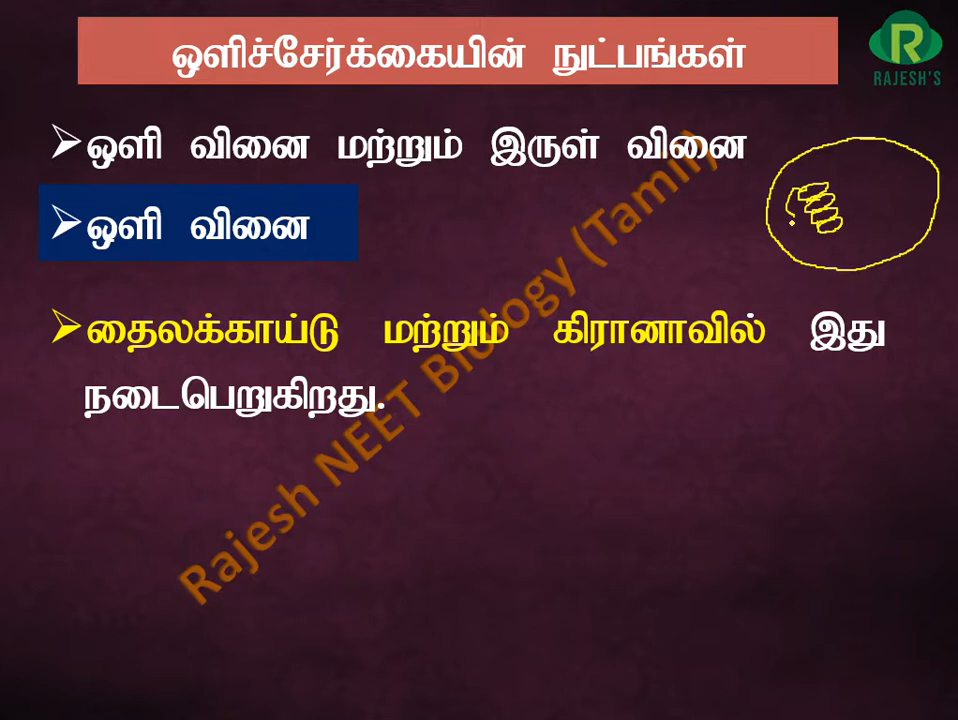 ஒளிச்சேர்க்கையின் நுட்பங்கள்
RAJESH'S
➢ஒளி வினை மற்றும் இருள் வினை
➢ஒளி வினை
➢தைலக்காய்டு மற்றும் கிரானாவில் இது
நடைபெறுகிறது.
Rajesh NEET Biology (Tamil)